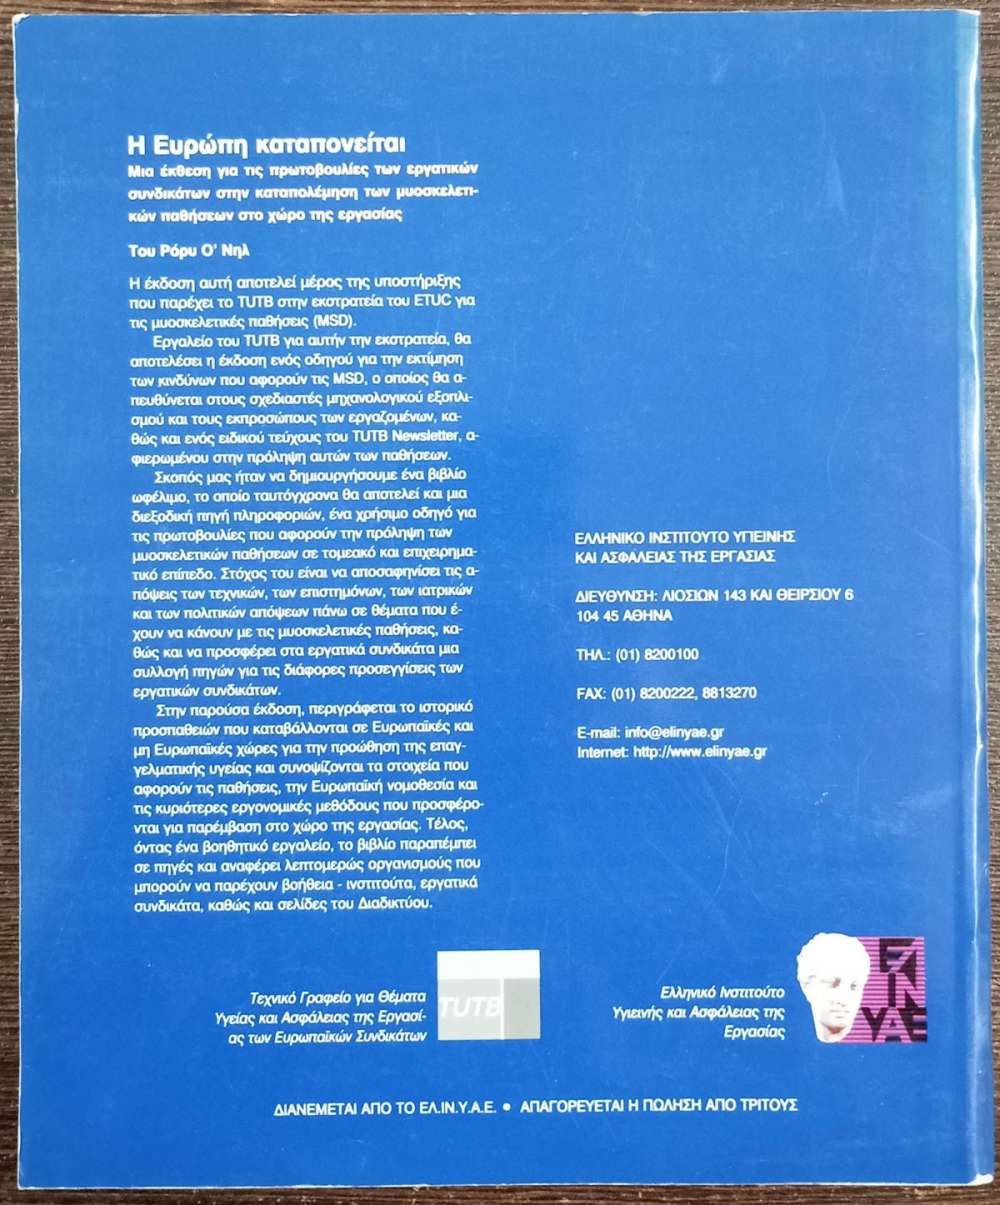 Η Ευρώπη καταπονείται
Μια έκθεση για τις πρωτοβουλίες των εργατικών
συνδικάτων στην καταπολέμηση των μυοσκελετι-
κών παθήσεων στο χώρο της εργασίας
Του Ρόρυ Ο' Νηλ
Η έκδοση αυτή αποτελεί μέρος της υποστήριξης
που παρέχει το TUTB στην εκστρατεία του ETUC για
τις μυοσκελετικές παθήσεις (MSD).
Εργαλείο του TUTB για αυτήν την εκστρατεία, θα
αποτελέσει η έκδοση ενός οδηγού για την εκτίμηση
των κινδύνων που αφορούν τις MSD, ο οποίος θα α-
πευθύνεται στους σχεδιαστές μηχανολογικού εξοπλι-
σμού και τους εκπροσώπους των εργαζομένων, κα-
θώς και ενός ειδικού τεύχους του TUTB Newsletter, α-
φιερωμένου στην πρόληψη αυτών των παθήσεων.
Σκοπός μας ήταν να δημιουργήσουμε ένα βιβλίο
ωφέλιμο, το οποίο ταυτόγχρονα θα αποτελεί και μια
διεξοδική πηγή πληροφοριών, ένα χρήσιμο οδηγό για
τις πρωτοβουλίες που αφορούν την πρόληψη των
μυοσκελετικών παθήσεων σε τομεακό και επιχειρημα-
τικό επίπεδο. Στόχος του είναι να αποσαφηνίσει τις α-
πόψεις των τεχνικών, των επιστημόνων, των ιατρικών
και των πολιτικών απόψεων πάνω σε θέματα που έ-
χουν να κάνουν με τις μυοσκελετικές παθήσεις, κα-
θώς και να προσφέρει στα εργατικά συνδικάτα μια
συλλογή πηγών για τις διάφορες προσεγγίσεις των
εργατικών συνδικάτων.
Στην παρούσα έκδοση, περιγράφεται το ιστορικό
προσπαθειών που καταβάλλονται σε Ευρωπαϊκές και
μη Ευρωπαϊκές χώρες για την προώθηση της επαγ-
γελματικής υγείας και συνοψίζονται τα στοιχεία που
αφορούν τις παθήσεις, την Ευρωπαϊκή νομοθεσία και
τις κυριότερες εργονομικές μεθόδους που προσφέρο-
νται για παρέμβαση στο χώρο της εργασίας. Τέλος,
όντας ένα βοηθητικό εργαλείο, το βιβλίο παραπέμπει
σε πηγές και αναφέρει λεπτομερώς οργανισμούς που
μπορούν να παρέχουν βοήθεια - ινστιτούτα, εργατικά
συνδικάτα, καθώς και σελίδες του Διαδικτύου.
ΕΛΛΗΝΙΚΟ ΙΝΣΤΙΤΟΥΤΟ ΥΓΙΕΙΝΗΣ
ΚΑΙ ΑΣΦΑΛΕΙΑΣ ΤΗΣ ΕΡΓΑΣΙΑΣ
ΔΙΕΥΘΥΝΣΗ: ΛΙΟΣΙΩΝ 143 ΚΑΙ ΘΕΙΡΣΙΟΥ 6
104 45 ΑΘΗΝΑ
ΤΗΛ.: (01) 8200100
FAX: (01) 8200222, 8813270
E-mail: info@elinyae.gr
Internet: http://www.elinyae.gr
Τεχνικό Γραφείο για Θέματα
Υγείας και Ασφάλειας της Εργασί-
ας των Ευρωπαϊκών Συνδικάτων
TUTB
Ελληνικό Ινστιτούτο
Υγιεινής και Ασφάλειας της
Εργασίας
ΕΛ
ΙΝ
ΥΑΕ
ΔΙΑΝΕΜΕΤΑΙ ΑΠΟ ΤΟ ΕΛ.ΙΝ.Υ.Α.Ε. • ΑΠΑΓΟΡΕΥΕΤΑΙ Η ΠΩΛΗΣΗ ΑΠΟ ΤΡΙΤΟΥΣ